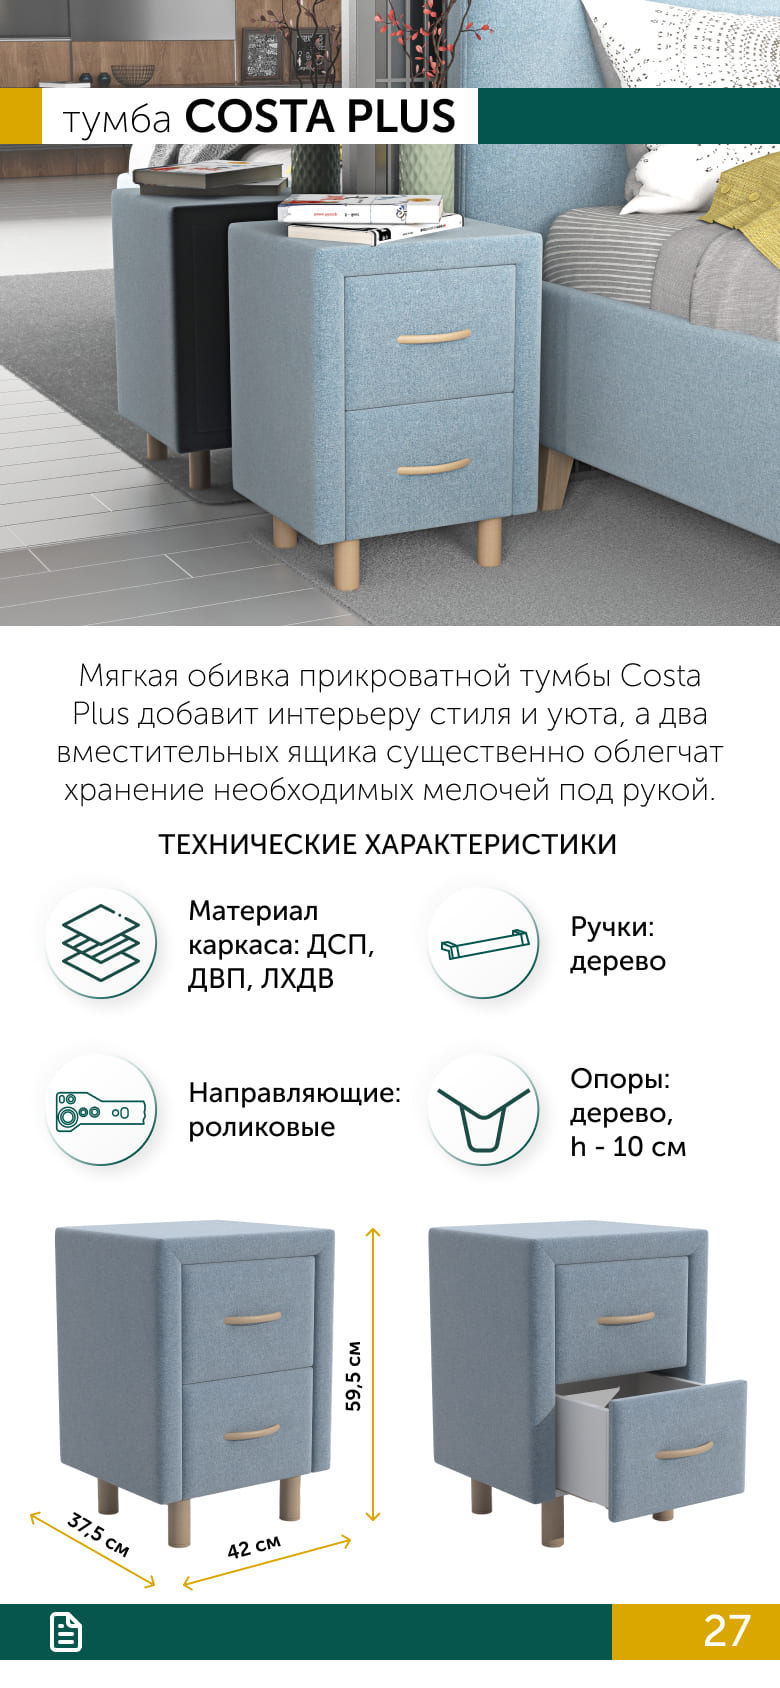 тумба COSTA PLUS
Мягкая обивка прикроватной тумбы Costa
Plus добавит интерьеру стиля и уюта, а два
вместительных ящика существенно облегчат
хранение необходимых мелочей под рукой.
ТЕХНИЧЕСКИЕ ХАРАКТЕРИСТИКИ
Материал
каркаса: ДСП,
ДВП, ЛХДВ
Ручки:
дерево
Направляющие:
роликовые
Опоры:
дерево,
h - 10 см
59,5 см
37,5 см
42 см
27